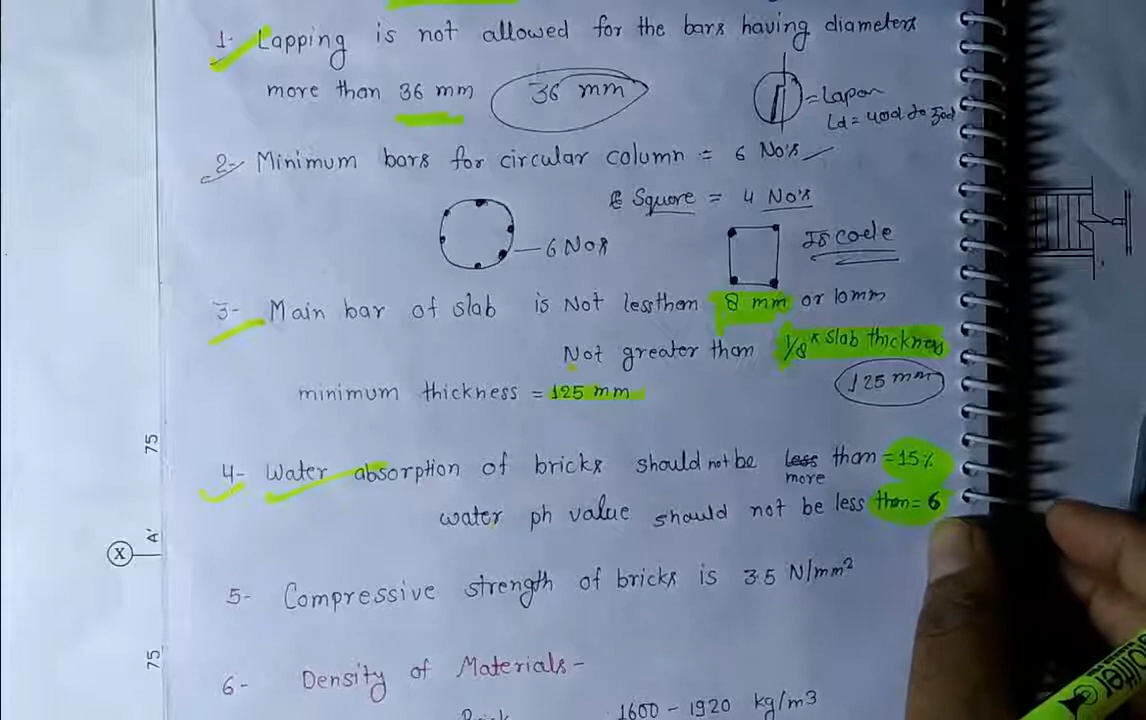 1- Lapping is not allowed for the bars having diameters
more than 36 mm 36 mm
= Lapan
Ld = 40d to 50d
2- Minimum bars for circular column = 6 No's
Square = 4 No's
6 Nos
IS code
3- Main bar of slab is Not lessthan 8 mm or 10mm
Not greater than 1/8 x slab thickness
minimum thickness = 125 mm
125 mm
4- Water absorption of bricks should not be less than = 15%
more
water ph value should not be less than = 6
5- Compressive strength of bricks is 3.5 N/mm²
6- Density of Materials-
Brick 1600 - 1920 kg/m3
75
A'
X
75